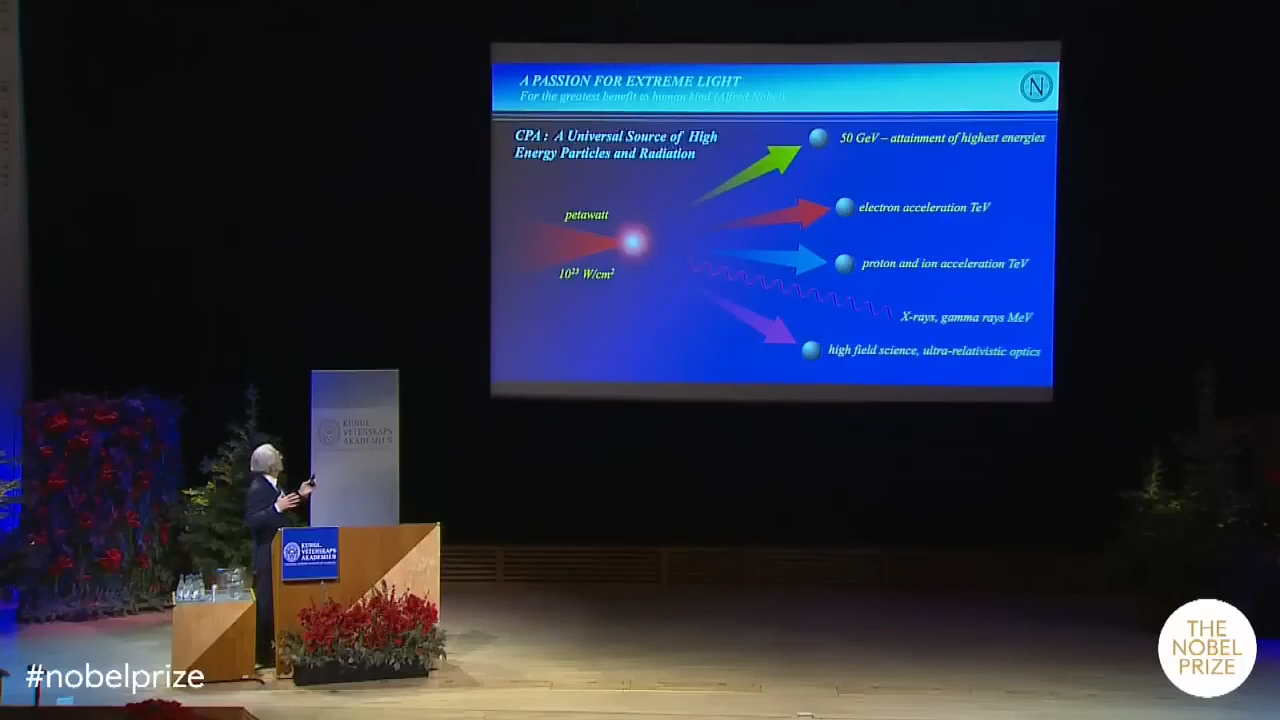 A PASSION FOR EXTREME LIGHT
For the greatest benefit to human kind (Alfred Nobel)
N
CPA : A Universal Source of High
Energy Particles and Radiation
50 GeV – attainment of highest energies
electron acceleration TeV
petawatt
10²³ W/cm²
proton and ion acceleration TeV
X-rays, gamma rays MeV
high field science, ultra-relativistic optics
KUNGL.
VETENSKAPS
AKADEMIEN
KUNGL.
VETENSKAPS
AKADEMIEN
#nobelprize
THE
NOBEL
PRIZE